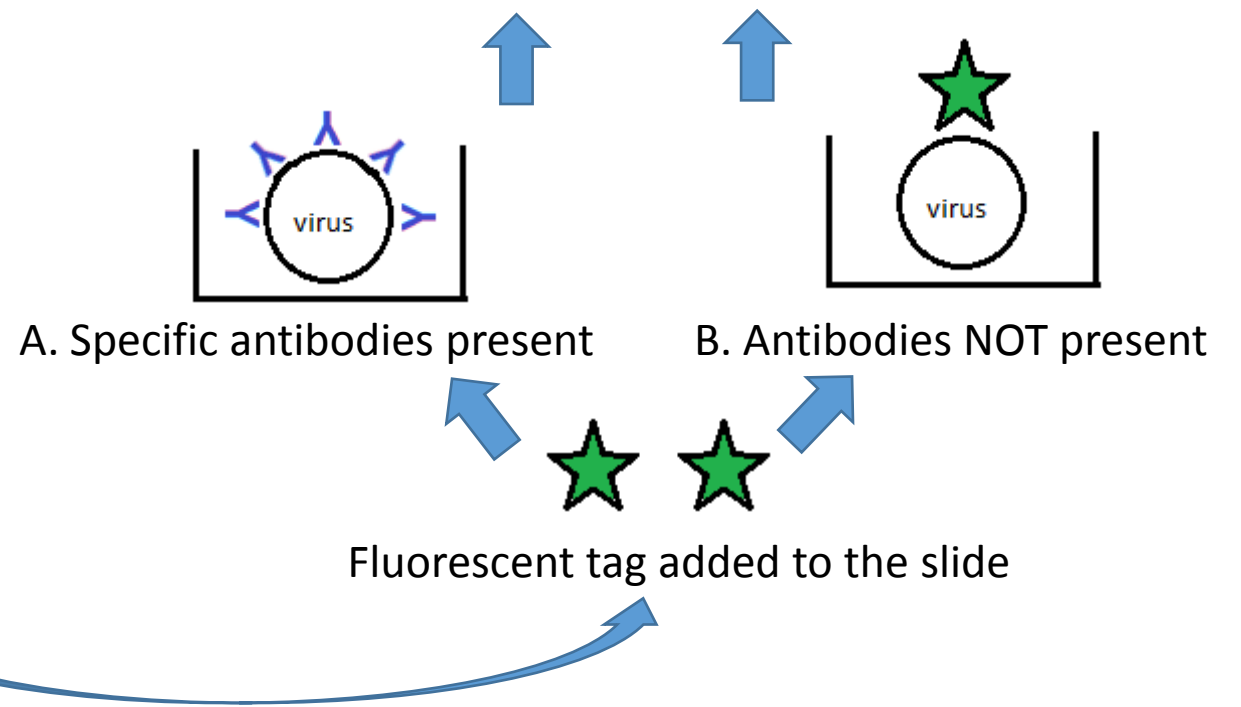 virus
virus
A. Specific antibodies present
B. Antibodies NOT present
Fluorescent tag added to the slide